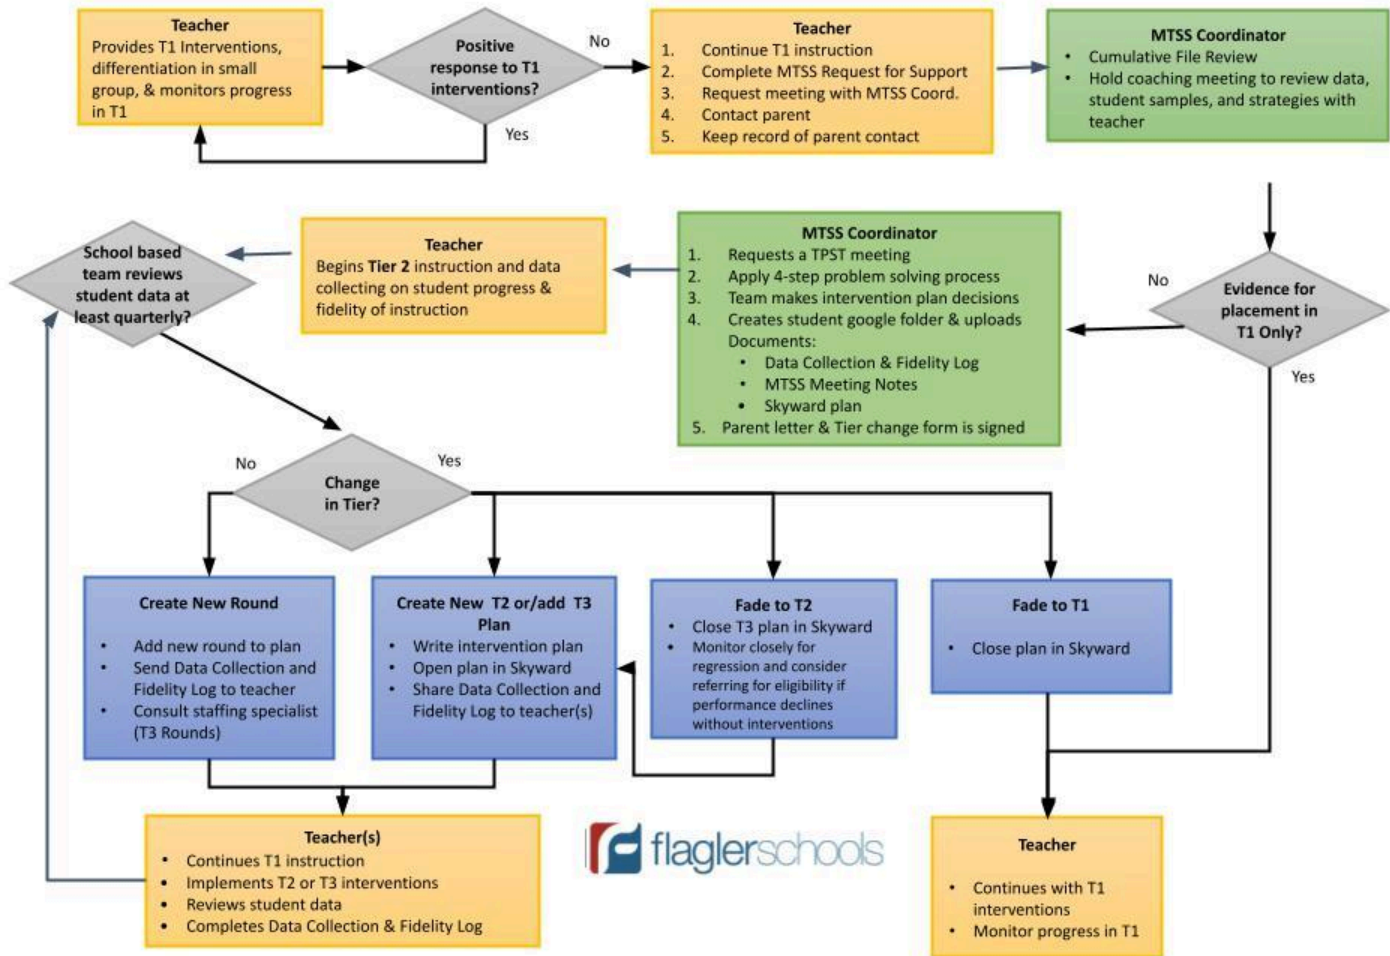 Teacher
Provides T1 Interventions,
differentiation in small
group, & monitors progress
in T1
Positive
response to T1
interventions?
No
Yes
Teacher
1. Continue T1 instruction
2. Complete MTSS Request for Support
3. Request meeting with MTSS Coord.
4. Contact parent
5. Keep record of parent contact
MTSS Coordinator
• Cumulative File Review
• Hold coaching meeting to review data,
student samples, and strategies with
teacher
School based
team reviews
student data at
least quarterly?
Teacher
Begins Tier 2 instruction and data
collecting on student progress &
fidelity of instruction
MTSS Coordinator
1. Requests a TPST meeting
2. Apply 4-step problem solving process
3. Team makes intervention plan decisions
4. Creates student google folder & uploads
Documents:
• Data Collection & Fidelity Log
• MTSS Meeting Notes
• Skyward plan
5. Parent letter & Tier change form is signed
No
Evidence for
placement in
T1 Only?
Yes
No
Change
in Tier?
Yes
Create New Round
• Add new round to plan
• Send Data Collection and
Fidelity Log to teacher
• Consult staffing specialist
(T3 Rounds)
Create New T2 or/add T3
Plan
• Write intervention plan
• Open plan in Skyward
• Share Data Collection and
Fidelity Log to teacher(s)
Fade to T2
• Close T3 plan in Skyward
• Monitor closely for
regression and consider
referring for eligibility if
performance declines
without interventions
Fade to T1
• Close plan in Skyward
Teacher(s)
• Continues T1 instruction
• Implements T2 or T3 interventions
• Reviews student data
• Completes Data Collection & Fidelity Log
flaglerschools
Teacher
• Continues with T1
interventions
• Monitor progress in T1